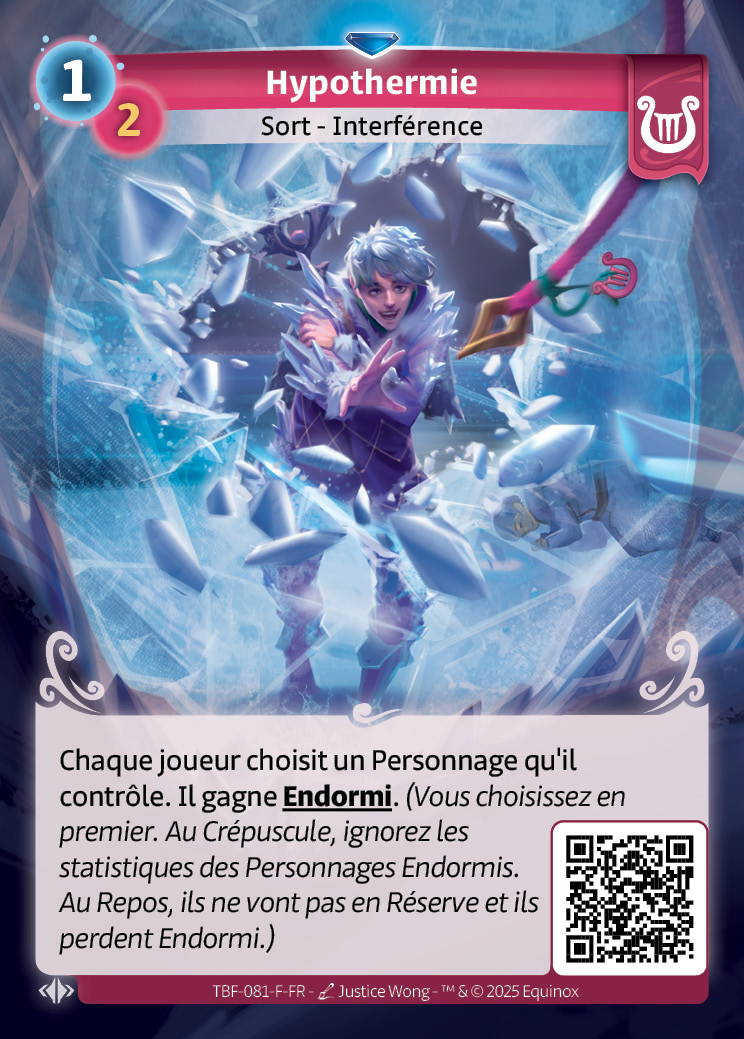 1
Hypothermie
2
Sort - Interférence
Chaque joueur choisit un Personnage qu'il
contrôle. Il gagne Endormi. (Vous choisissez en
premier. Au Crépuscule, ignorez les
statistiques des Personnages Endormis.
Au Repos, ils ne vont pas en Réserve et ils
perdent Endormi.)
TBF-081-F-FR - Justice Wong - ™ & © 2025 Equinox